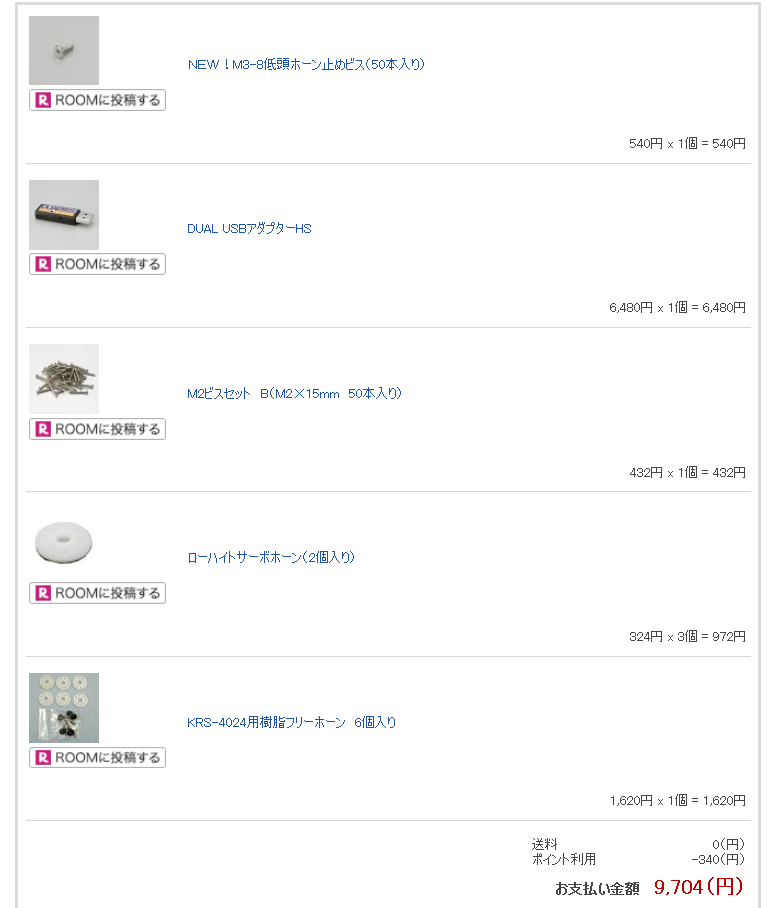 NEW！M3-8低頭ホーン止めビス（50本入り）
R ROOMに投稿する
540円 x 1個 = 540円
DUAL USBアダプターHS
R ROOMに投稿する
6,480円 x 1個 = 6,480円
M2ビスセット　B（M2×15mm　50本入り）
R ROOMに投稿する
432円 x 1個 = 432円
ローハイトサーボホーン（2個入り）
R ROOMに投稿する
324円 x 3個 = 972円
KRS-4024用樹脂フリーホーン　6個入り
R ROOMに投稿する
1,620円 x 1個 = 1,620円
送料 0（円）
ポイント利用 -340（円）
お支払い金額 9,704（円）